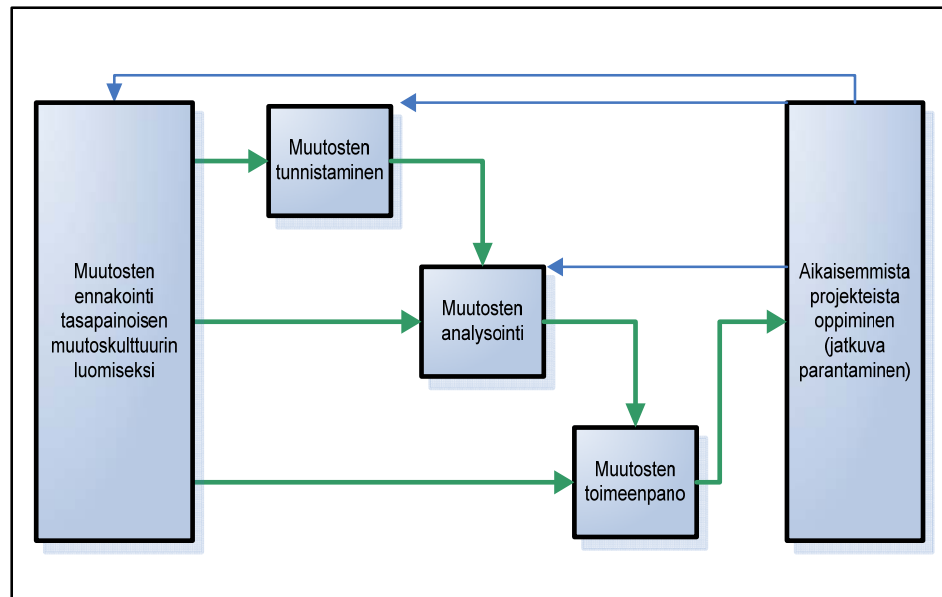 Muutosten
ennakointi
tasapainoisen
muutoskulttuurin
luomiseksi
Muutosten
tunnistaminen
Muutosten
analysointi
Muutosten
toimeenpano
Aikaisemmista
projekteista
oppiminen
(jatkuva
parantaminen)